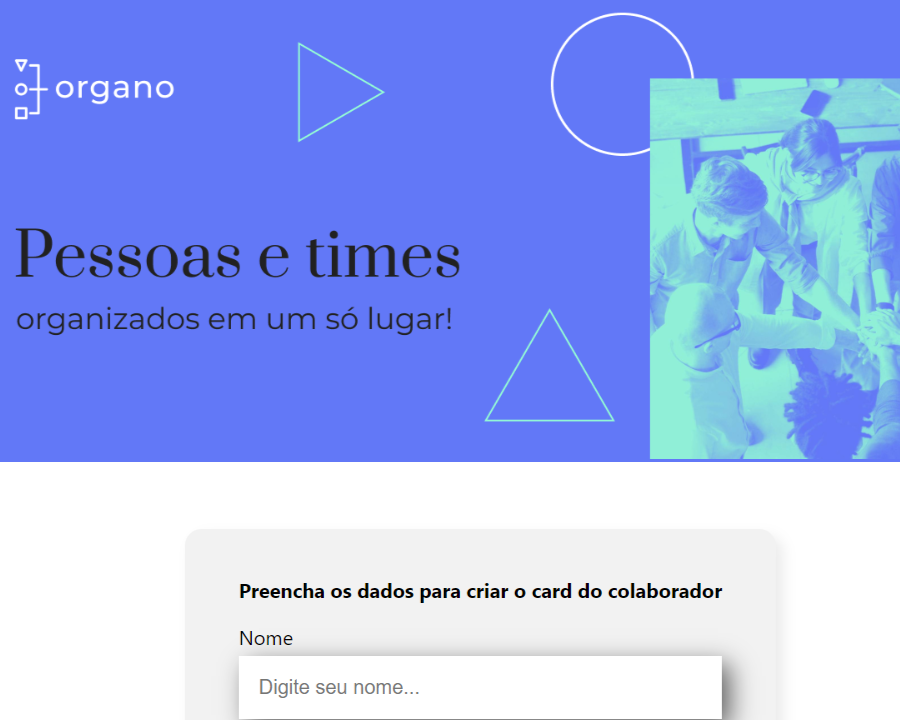 organo
Pessoas e times
organizados em um só lugar!
Preencha os dados para criar o card do colaborador
Nome
Digite seu nome...